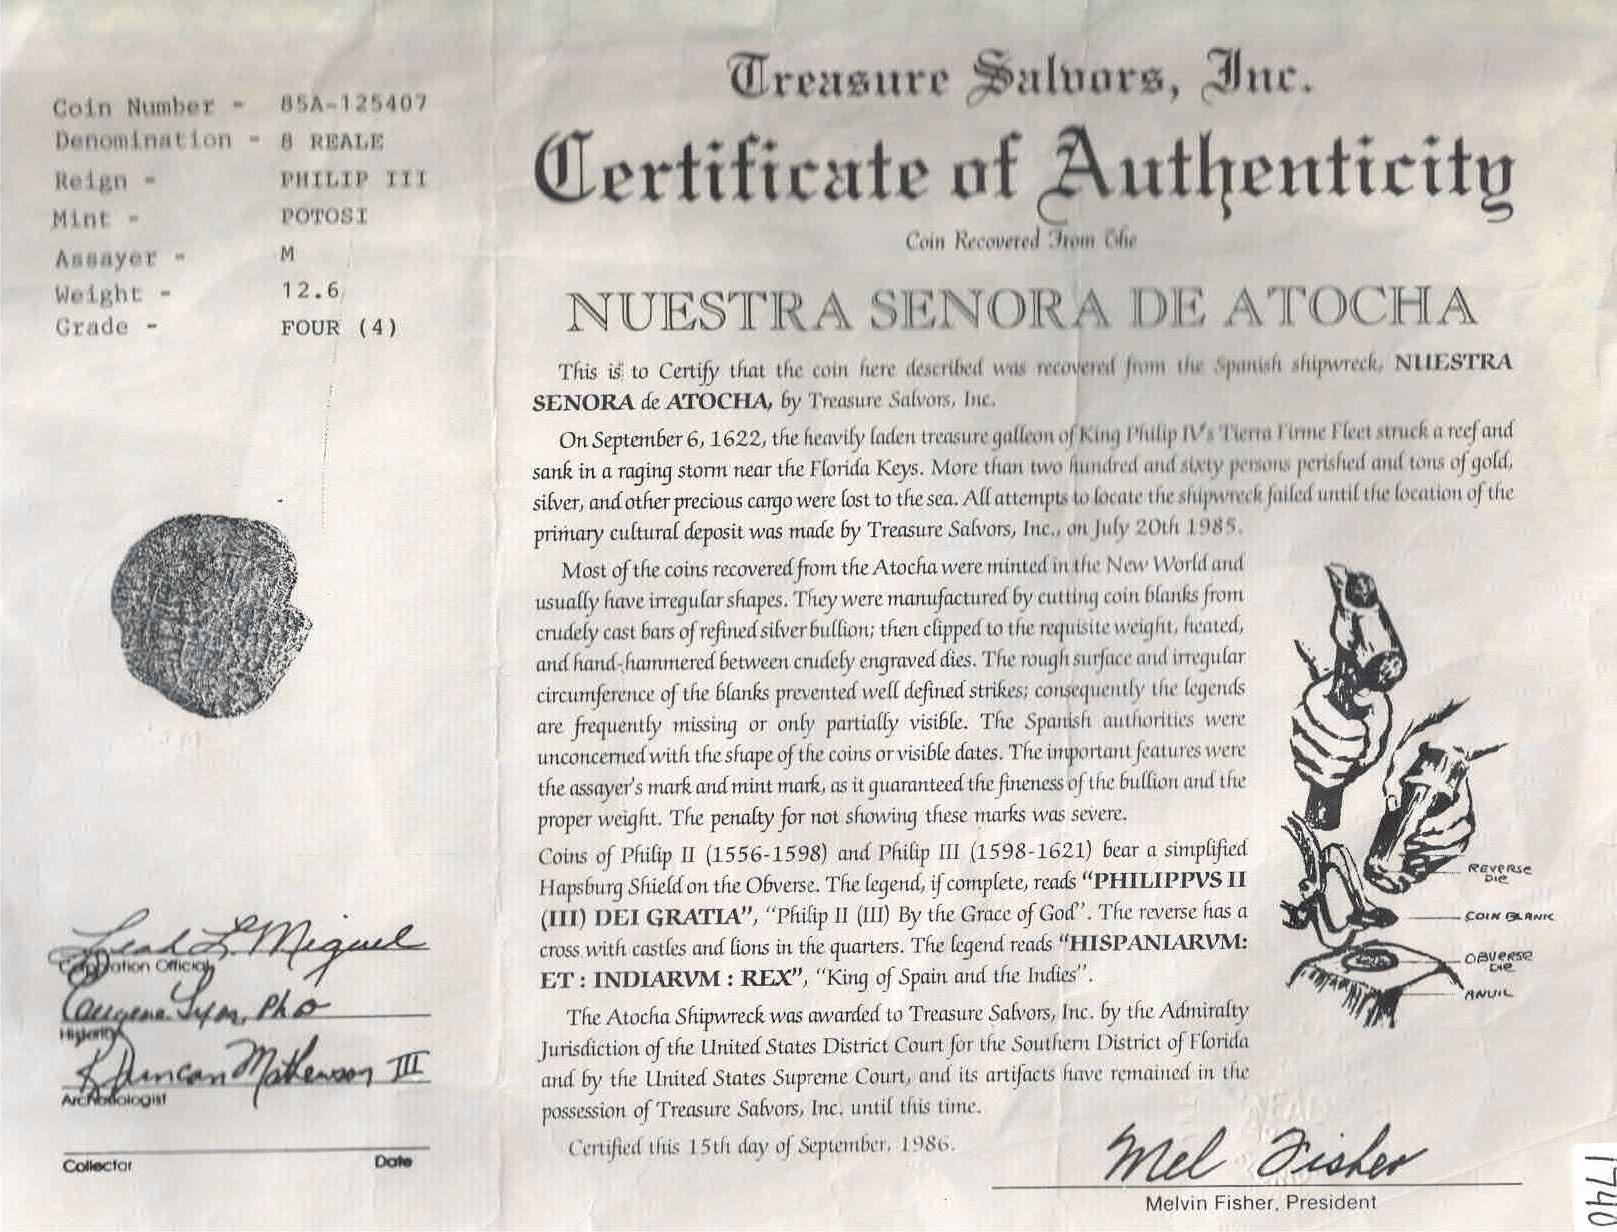 Coin Number - 85A-125407
Denomination - 8 REALE
Reign - PHILIP III
Mint - POTOSI
Assayer - M
Weight - 12.6
Grade - FOUR (4)
Treasure Salvors, Inc.
Certificate of Authenticity
Coin Recovered From The
NUESTRA SENORA DE ATOCHA
This is to Certify that the coin here described was recovered from the Spanish shipwreck, NUESTRA
SENORA de ATOCHA, by Treasure Salvors, Inc.
On September 6, 1622, the heavily laden treasure galleon of King Philip IV's Tierra Firme Fleet struck a reef and
sank in a raging storm near the Florida Keys. More than two hundred and sixty persons perished and tons of gold,
silver, and other precious cargo were lost to the sea. All attempts to locate the shipwreck failed until the location of the
primary cultural deposit was made by Treasure Salvors, Inc., on July 20th 1985.
Most of the coins recovered from the Atocha were minted in the New World and
usually have irregular shapes. They were manufactured by cutting coin blanks from
crudely cast bars of refined silver bullion; then clipped to the requisite weight, heated,
and hand-hammered between crudely engraved dies. The rough surface and irregular
circumference of the blanks prevented well defined strikes; consequently the legends
are frequently missing or only partially visible. The Spanish authorities were
unconcerned with the shape of the coins or visible dates. The important features were
the assayer's mark and mint mark, as it guaranteed the fineness of the bullion and the
proper weight. The penalty for not showing these marks was severe.
Coins of Philip II (1556-1598) and Philip III (1598-1621) bear a simplified
Hapsburg Shield on the Obverse. The legend, if complete, reads "PHILIPPVS II
(III) DEI GRATIA", "Philip II (III) By the Grace of God". The reverse has a
cross with castles and lions in the quarters. The legend reads "HISPANIARVM:
ET : INDIARVM : REX", "King of Spain and the Indies".
The Atocha Shipwreck was awarded to Treasure Salvors, Inc. by the Admiralty
Jurisdiction of the United States District Court for the Southern District of Florida
and by the United States Supreme Court, and its artifacts have remained in the
possession of Treasure Salvors, Inc. until this time.
Certified this 15th day of September, 1986.
REVERSE
DIE
COIN BLANK
OBVERSE
DIE
ANVIL
Leah L Miguel
Official
Eugene Lyon, PhD
Historian
R Duncan Mathewson III
Archaeologist
Collector Date
Mel Fisher
Melvin Fisher, President
1740